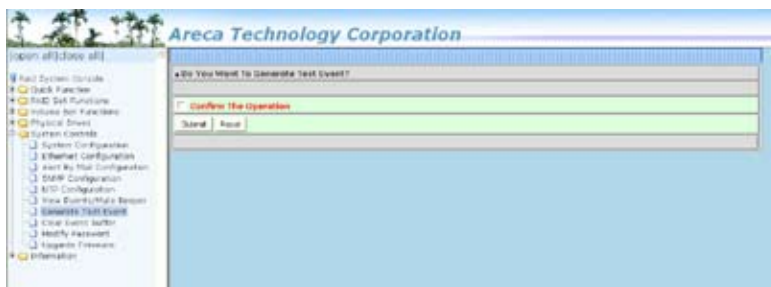 Areca Technology Corporation
|open all|close all|
Raid System Console
Quick Function
RAID Set Functions
Volume Set Functions
Physical Drives
System Controls
System Configuration
Ethernet Configuration
Alert By Mail Configuration
SNMP Configuration
NTP Configuration
View Events/Mute Beeper
Generate Test Event
Clear Event Buffer
Modify Password
Upgrade Firmware
Information
Do You Want To Generate Test Event?
Confirm The Operation
Submit Reset